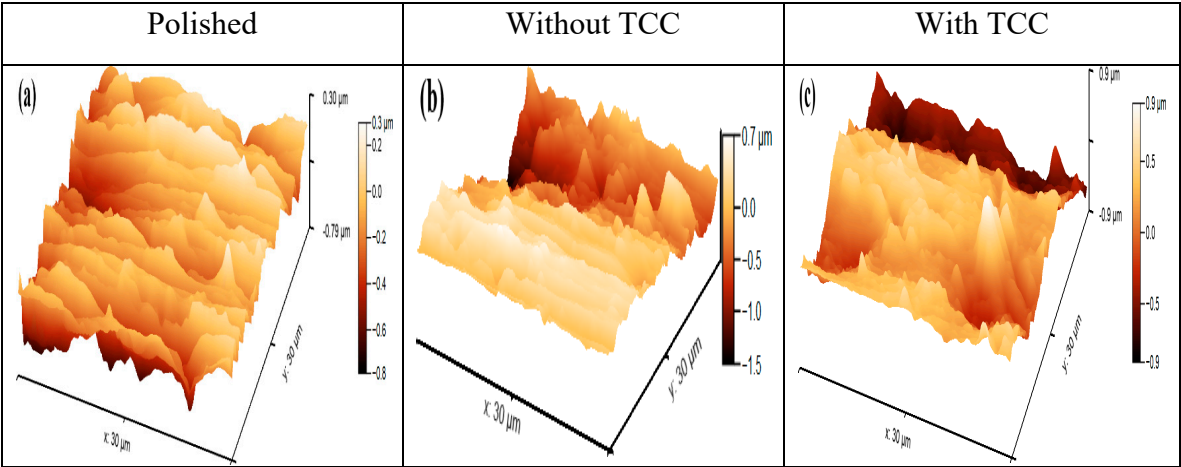 Polished
Without TCC
With TCC
(a)
0.30 µm
-0.79 µm
0.3 µm
0.2
0.0
−0.2
−0.4
−0.6
−0.8
y: 30 µm
x: 30 µm
(b)
0.7 µm
0.0
−0.5
−1.0
−1.5
y: 30 µm
x: 30 µm
(c)
0.9 µm
-0.9 µm
0.9 µm
0.5
0.0
−0.5
−0.9
y: 30 µm
x: 30 µm